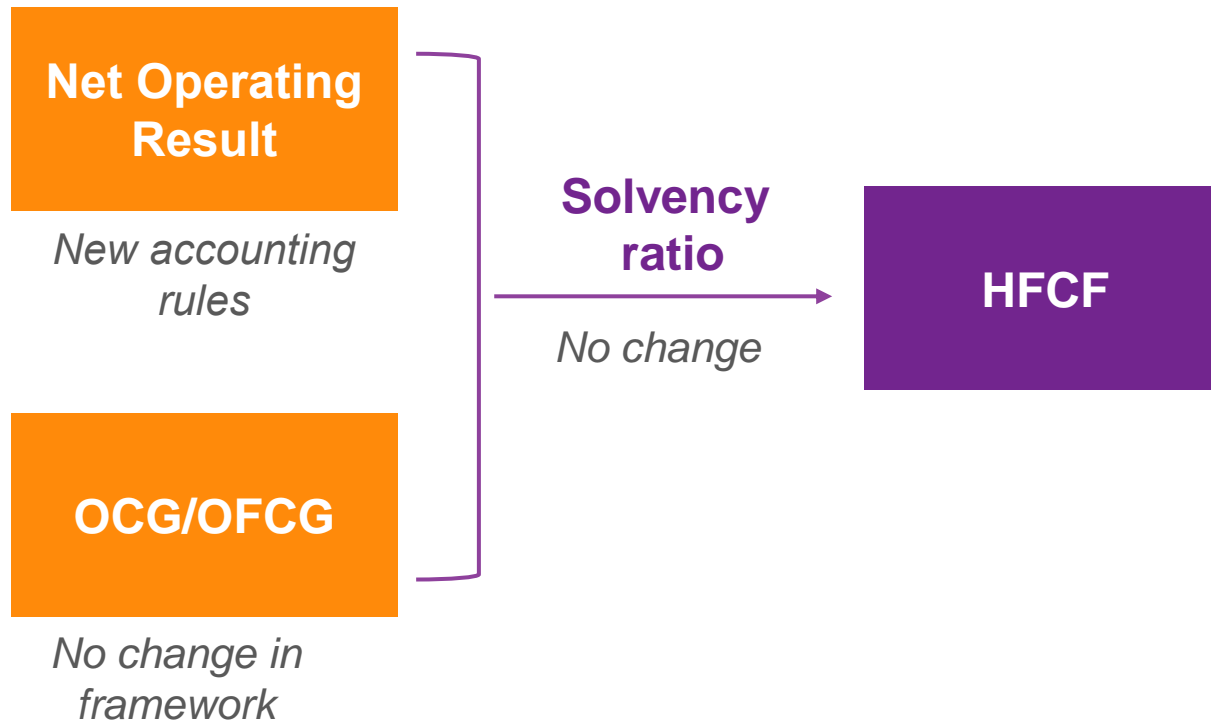 Net Operating
Result
New accounting
rules
OCG/OFCG
No change in
framework
Solvency
ratio
No change
HFCF